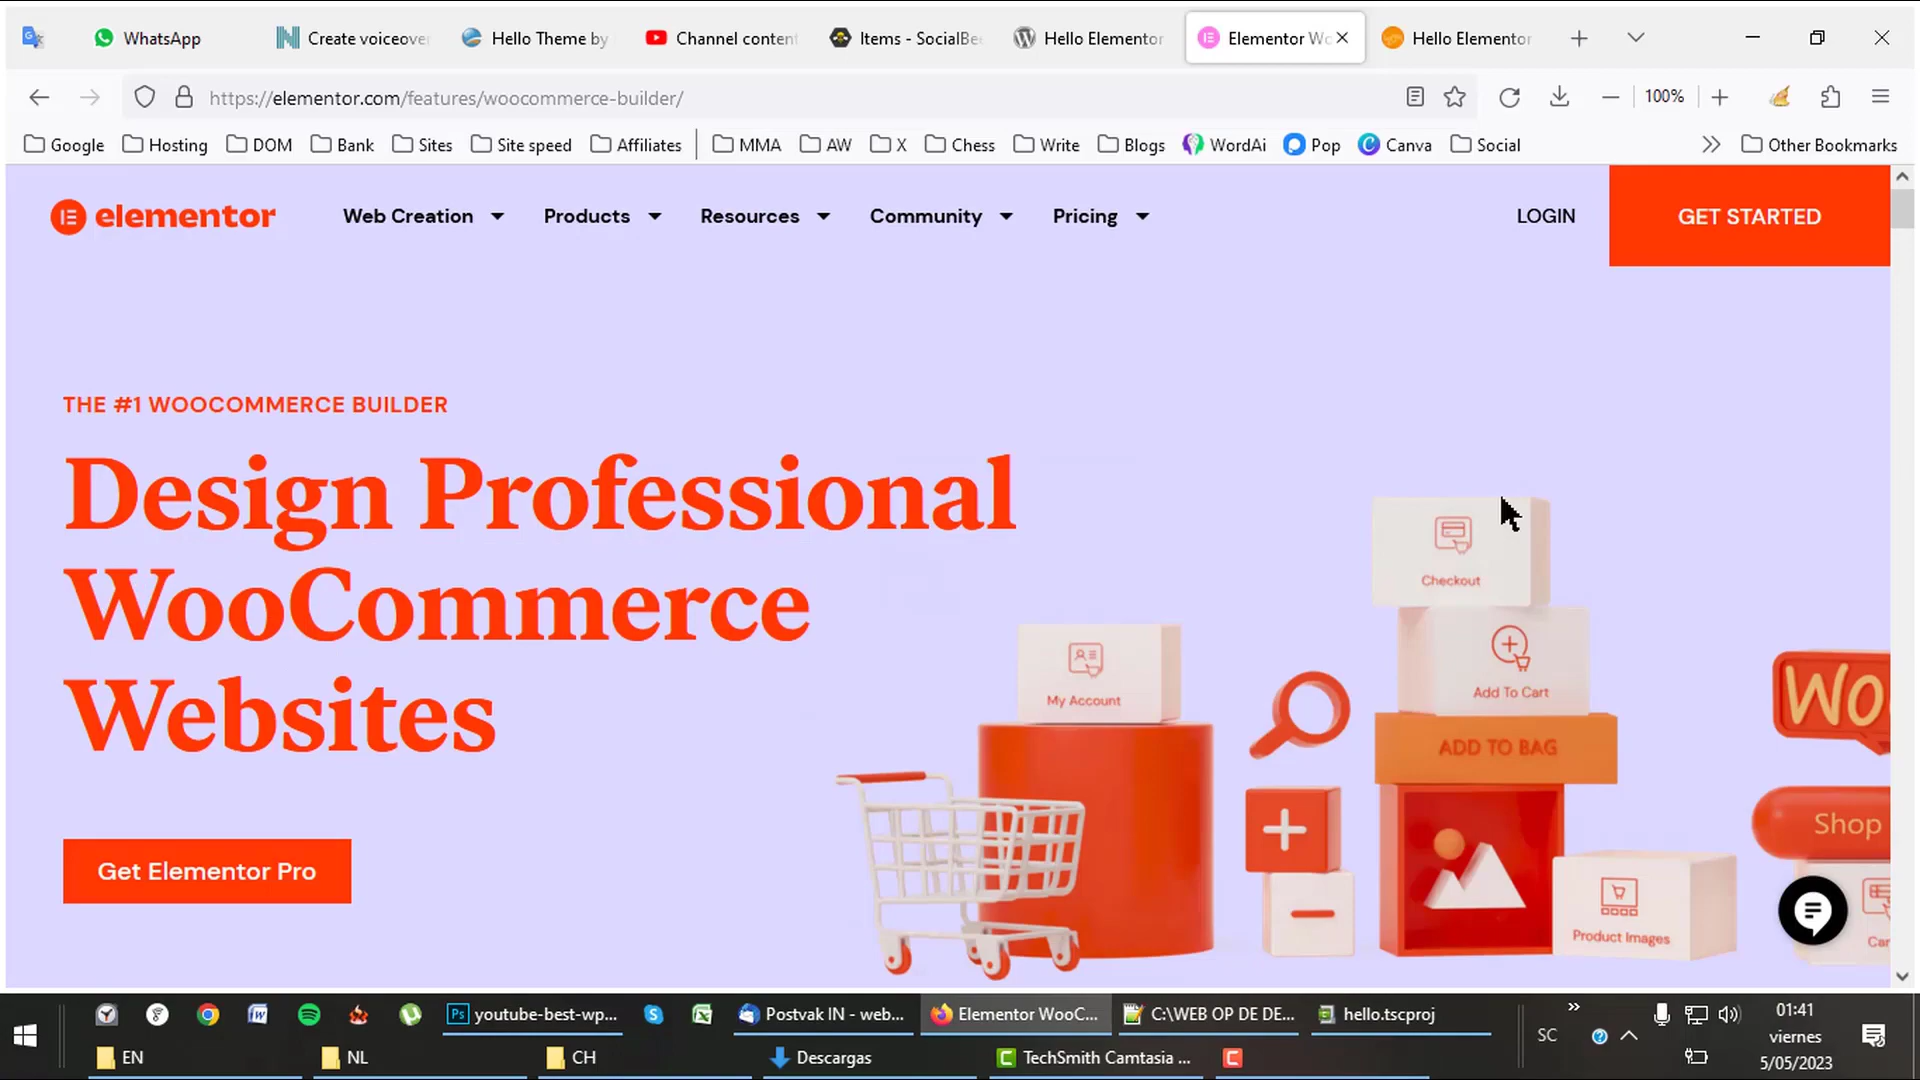 WhatsApp
Create voiceove
Hello Theme by
Channel conten
Items - SocialBe
Hello Elementor
Elementor Wo
Hello Elementor
https://elementor.com/features/woocommerce-builder/
100%
Google
Hosting
DOM
Bank
Sites
Site speed
Affiliates
MMA
AW
X
Chess
Write
Blogs
WordAi
Pop
Canva
Social
Other Bookmarks
elementor
Web Creation
Products
Resources
Community
Pricing
LOGIN
GET STARTED
THE #1 WOOCOMMERCE BUILDER
Design Professional
WooCommerce
Websites
Get Elementor Pro
Checkout
My Account
Add To Cart
ADD TO BAG
Product Images
Wo
Shop
Car
Ps
youtube-best-wp...
Postvak IN - web...
Elementor WooC...
C:\WEB OP DE DE...
hello.tscproj
SC
01:41
viernes
5/05/2023
EN
NL
CH
Descargas
TechSmith Camtasia ...